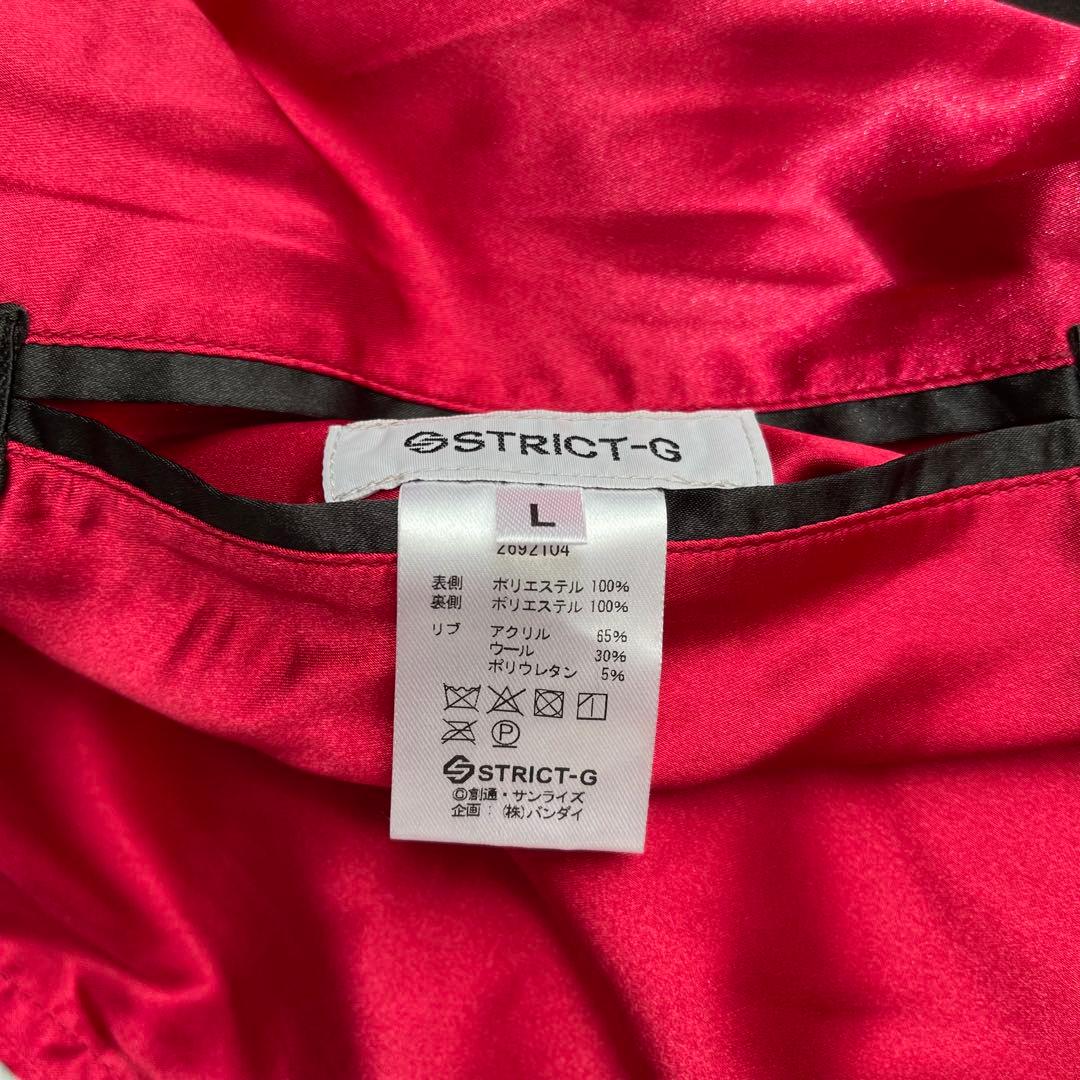 STRICT-G
L
2692104
表側 ポリエステル 100%
裏側 ポリエステル 100%
リブ アクリル 65%
ウール 30%
ポリウレタン 5%
P
STRICT-G
©創通・サンライズ
企画：(株)バンダイ